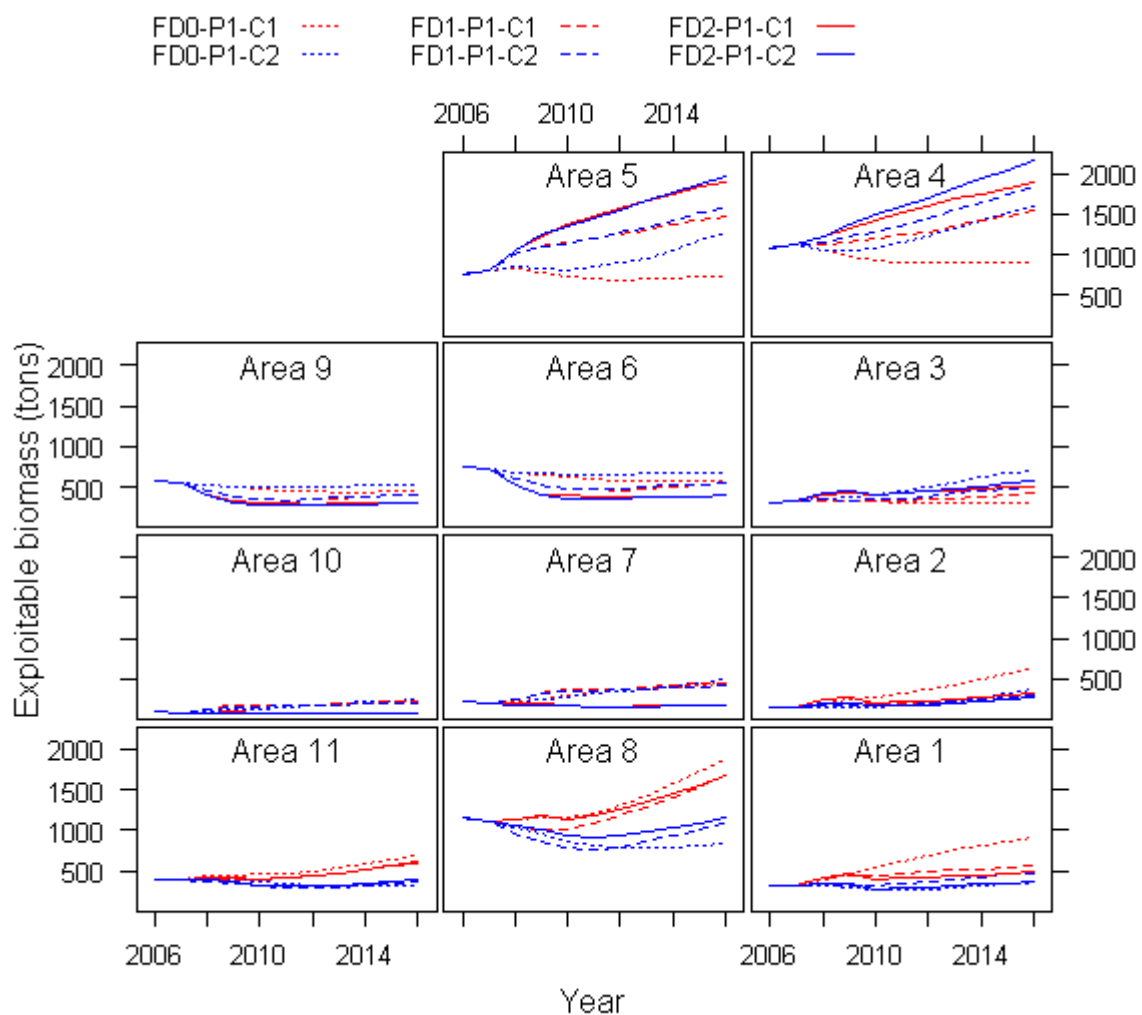 FD0-P1-C1 FD1-P1-C1 FD2-P1-C1
FD0-P1-C2 FD1-P1-C2 FD2-P1-C2
2006 2010 2014
Area 5 Area 4
2000
1500
1000
500
Area 9 Area 6 Area 3
2000
1500
1000
500
Exploitable biomass (tons)
Area 10 Area 7 Area 2
2000
1500
1000
500
Area 11 Area 8 Area 1
2000
1500
1000
500
2006 2010 2014 2006 2010 2014
Year